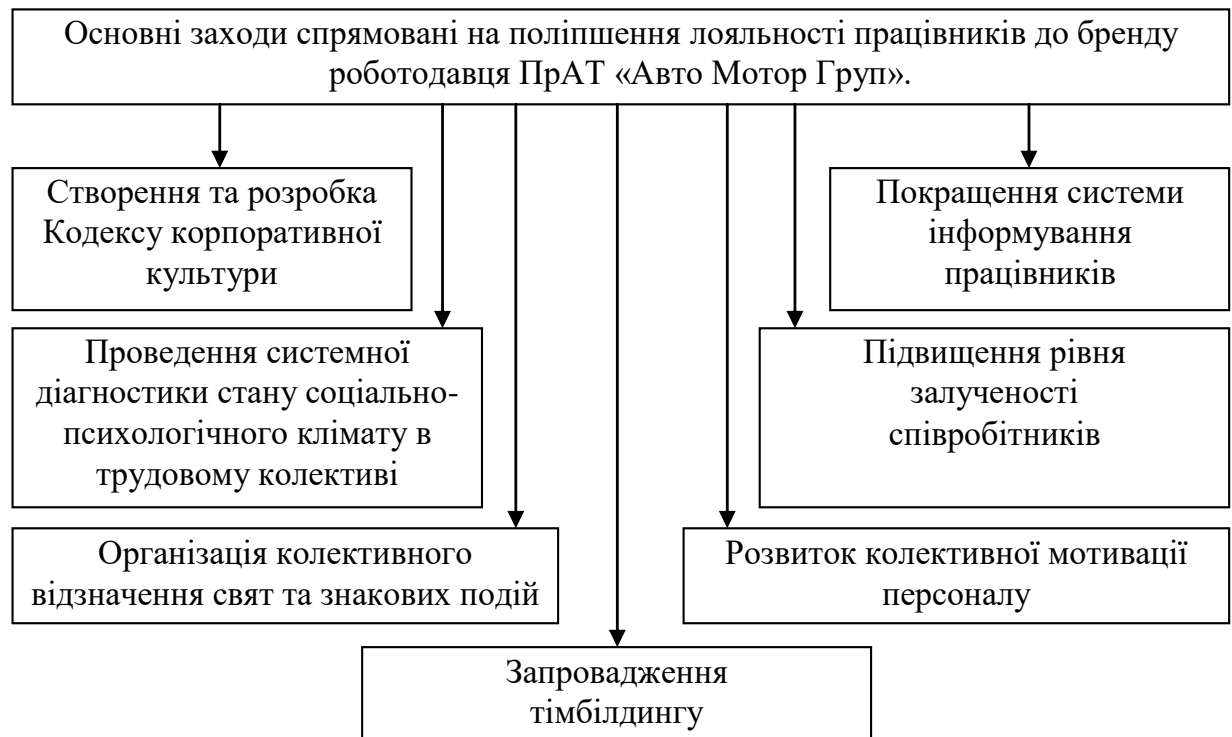 Основні заходи спрямовані на поліпшення лояльності працівників до бренду
роботодавця ПрАТ «Авто Мотор Груп».
Створення та розробка
Кодексу корпоративної
культури
Покращення системи
інформування
працівників
Проведення системної
діагностики стану соціально-
психологічного клімату в
трудовому колективі
Підвищення рівня
залученості
співробітників
Організація колективного
відзначення свят та знакових подій
Розвиток колективної мотивації
персоналу
Запровадження
тімбілдингу